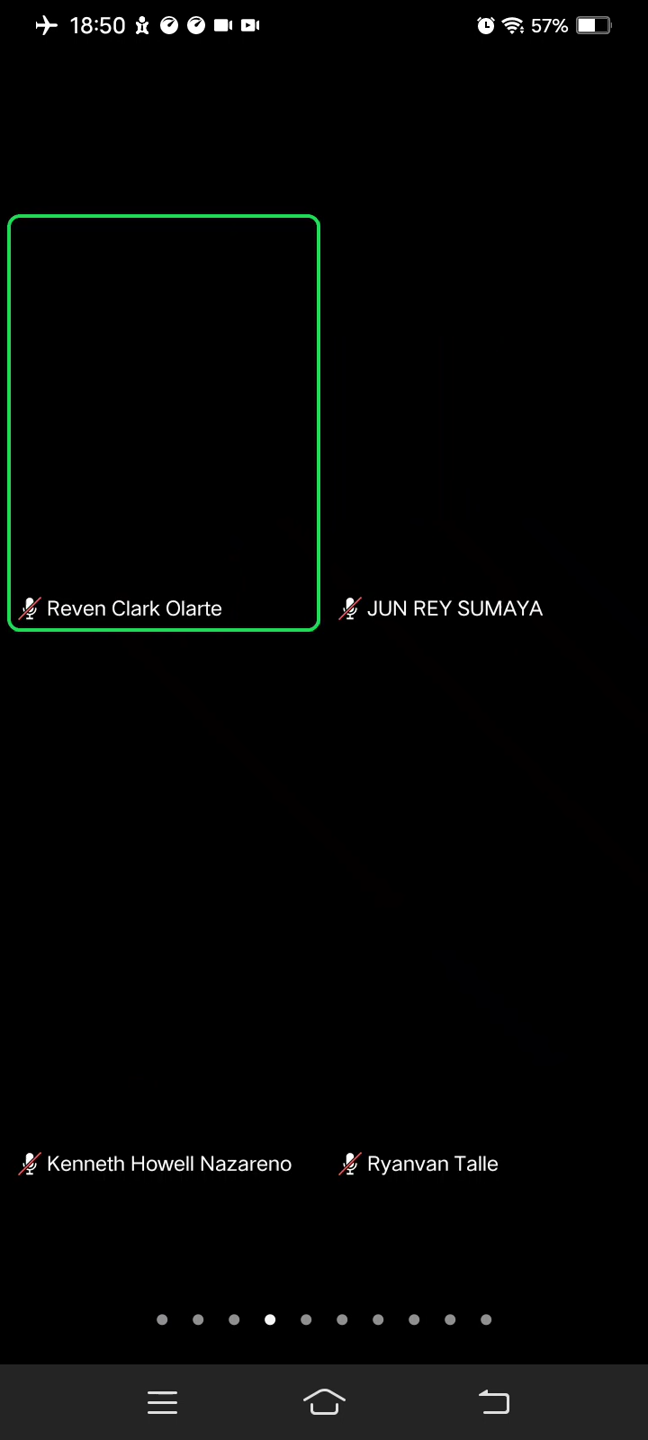 18:50 57%
Reven Clark Olarte JUN REY SUMAYA
Kenneth Howell Nazareno Ryanvan Talle